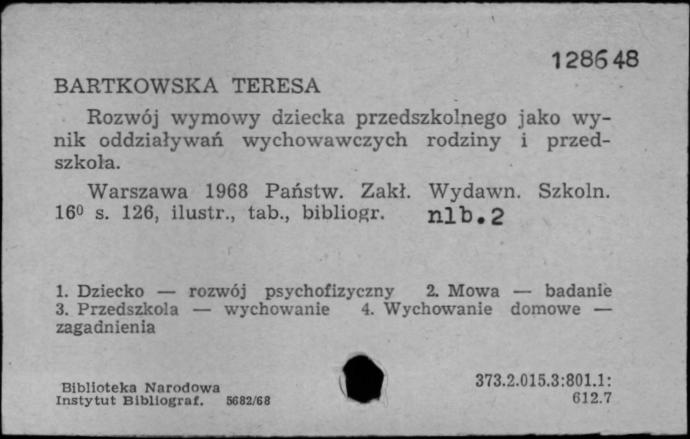 128648
BARTKOWSKA TERESA
Rozwój wymowy dziecka przedszkolnego jako wy-
nik oddziaływań wychowawczych rodziny i przed-
szkola.
Warszawa 1968 Państw. Zakł. Wydawn. Szkoln.
16⁰ s. 126, ilustr., tab., bibliogr. nlb.2
1. Dziecko — rozwój psychofizyczny 2. Mowa — badanie
3. Przedszkola — wychowanie 4. Wychowanie domowe —
zagadnienia
373.2.015.3:801.1:
612.7
Biblioteka Narodowa
Instytut Bibliograf. 5682/68